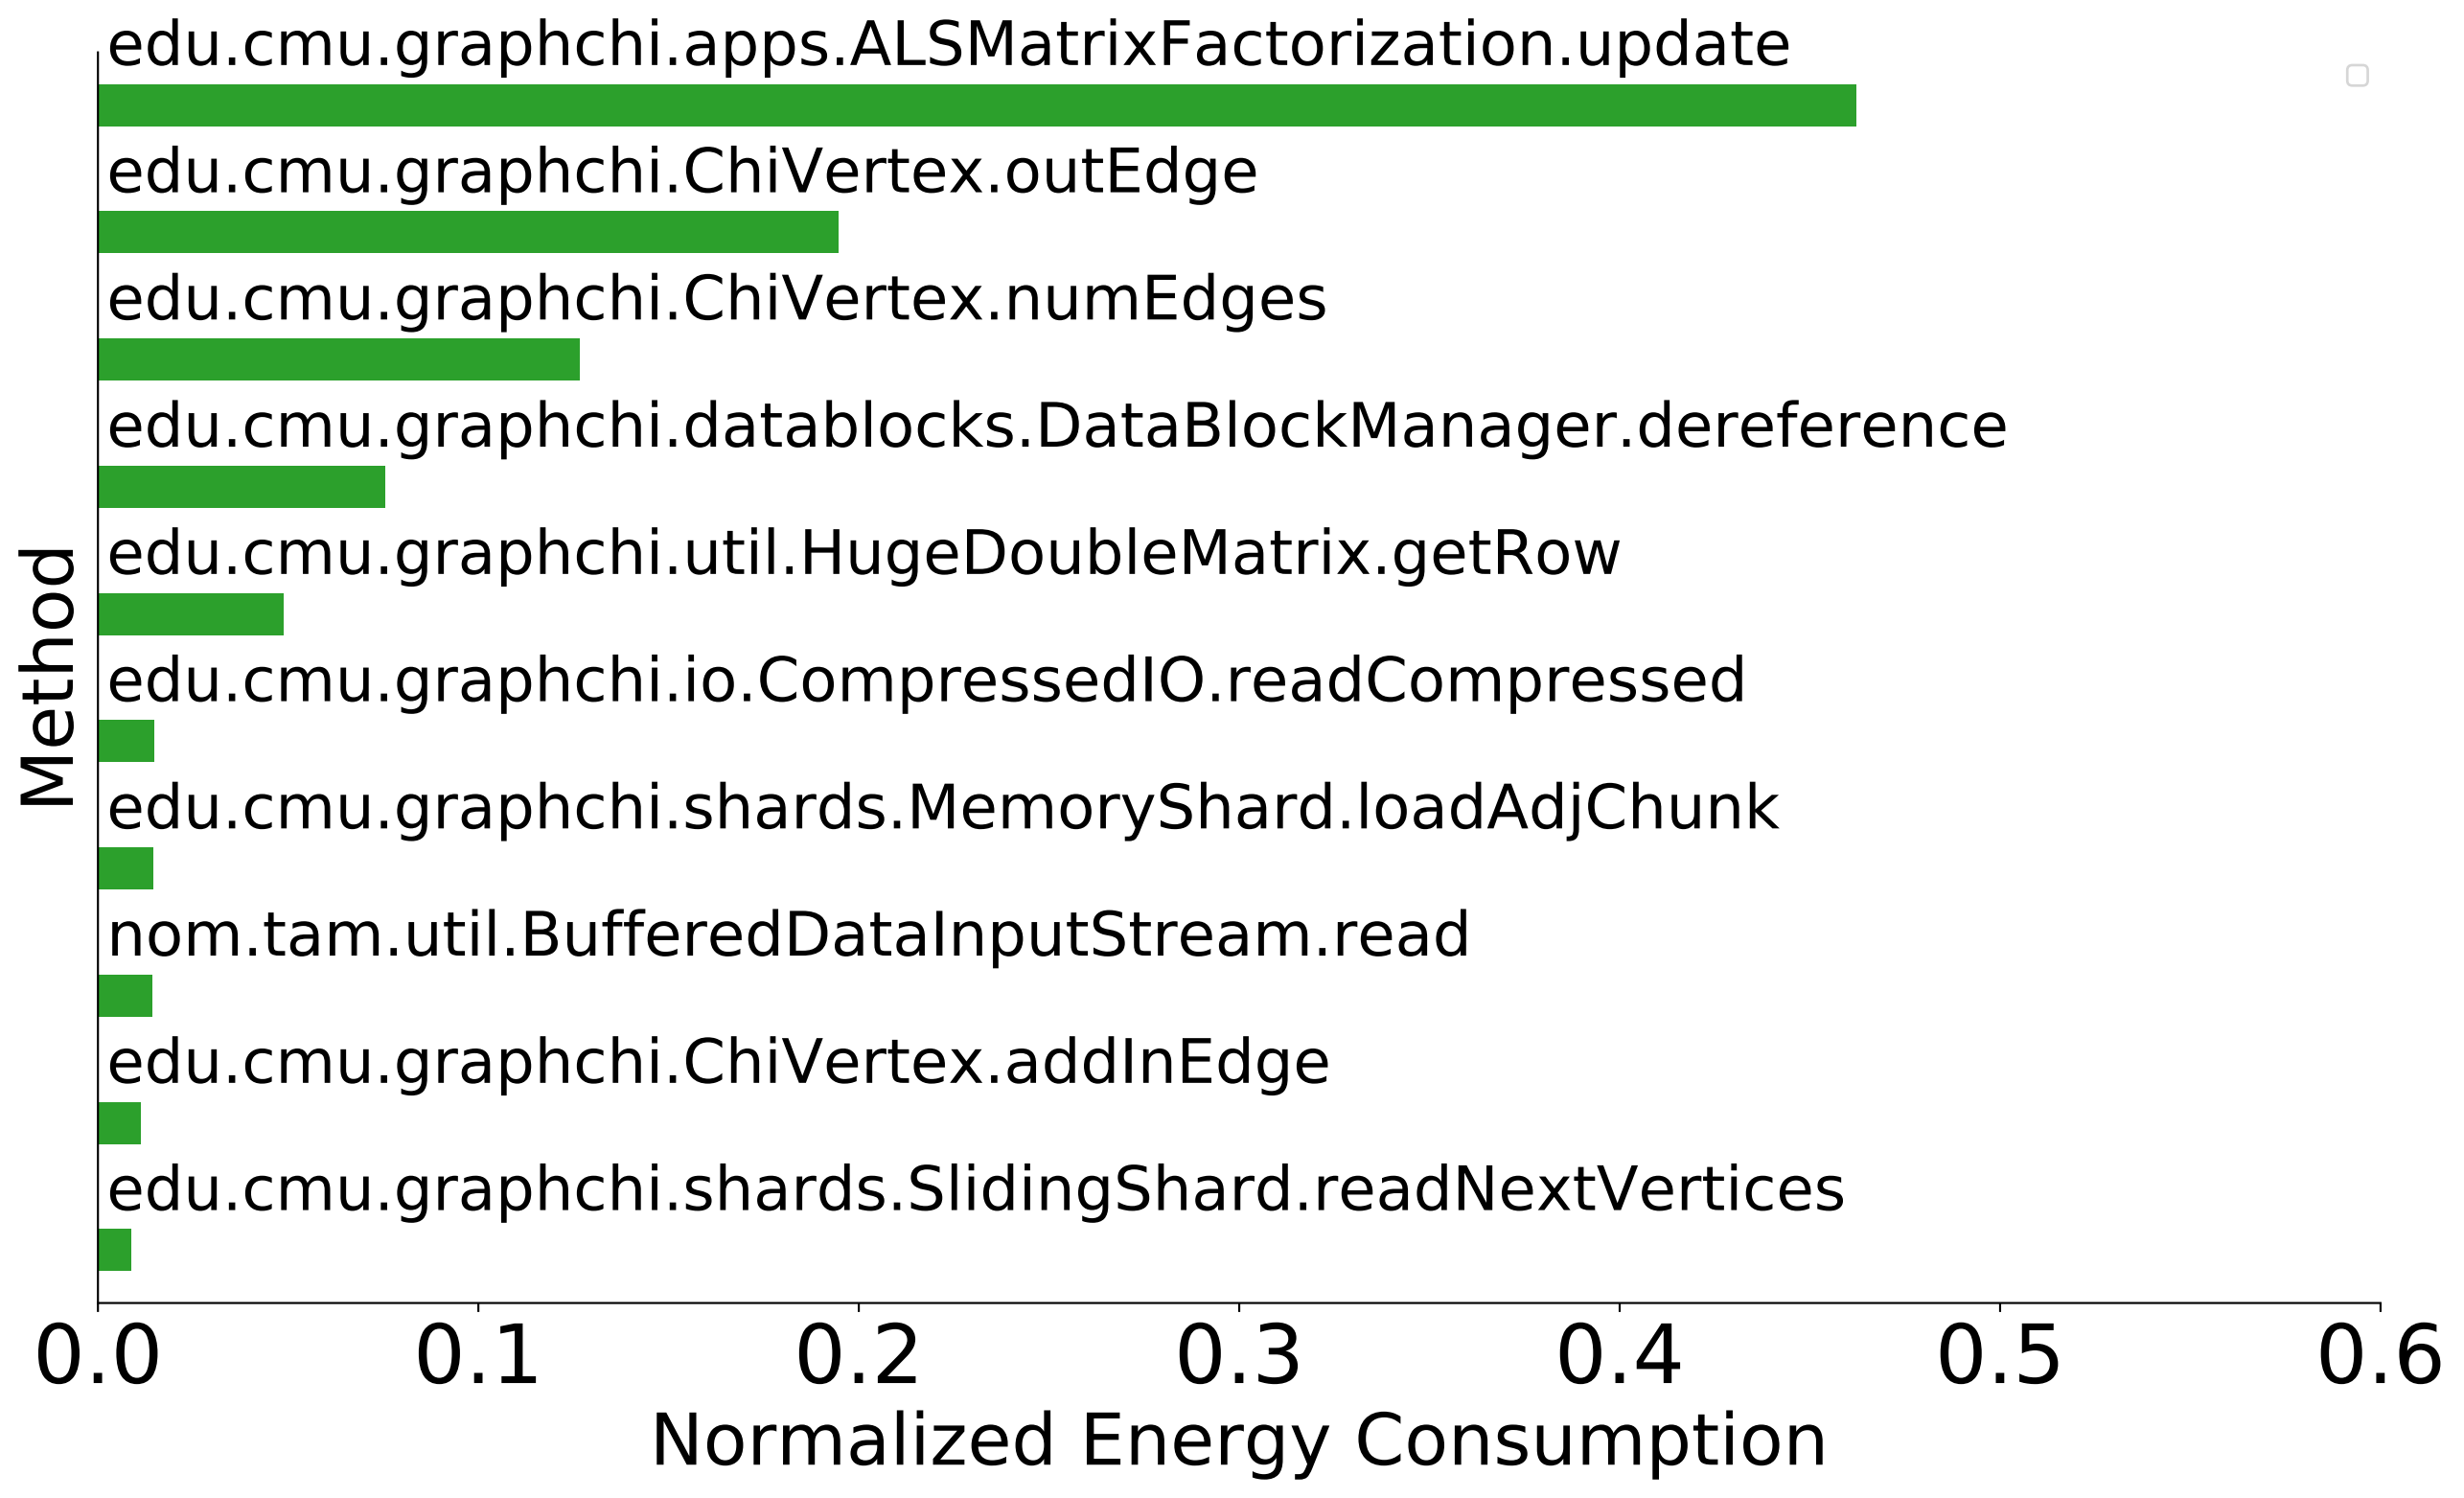 edu.cmu.graphchi.apps.ALSMatrixFactorization.update
edu.cmu.graphchi.ChiVertex.outEdge
edu.cmu.graphchi.ChiVertex.numEdges
edu.cmu.graphchi.datablocks.DataBlockManager.dereference
edu.cmu.graphchi.util.HugeDoubleMatrix.getRow
edu.cmu.graphchi.io.CompressedIO.readCompressed
edu.cmu.graphchi.shards.MemoryShard.loadAdjChunk
nom.tam.util.BufferedDataInputStream.read
edu.cmu.graphchi.ChiVertex.addInEdge
edu.cmu.graphchi.shards.SlidingShard.readNextVertices
Method
0.0 0.1 0.2 0.3 0.4 0.5 0.6
Normalized Energy Consumption